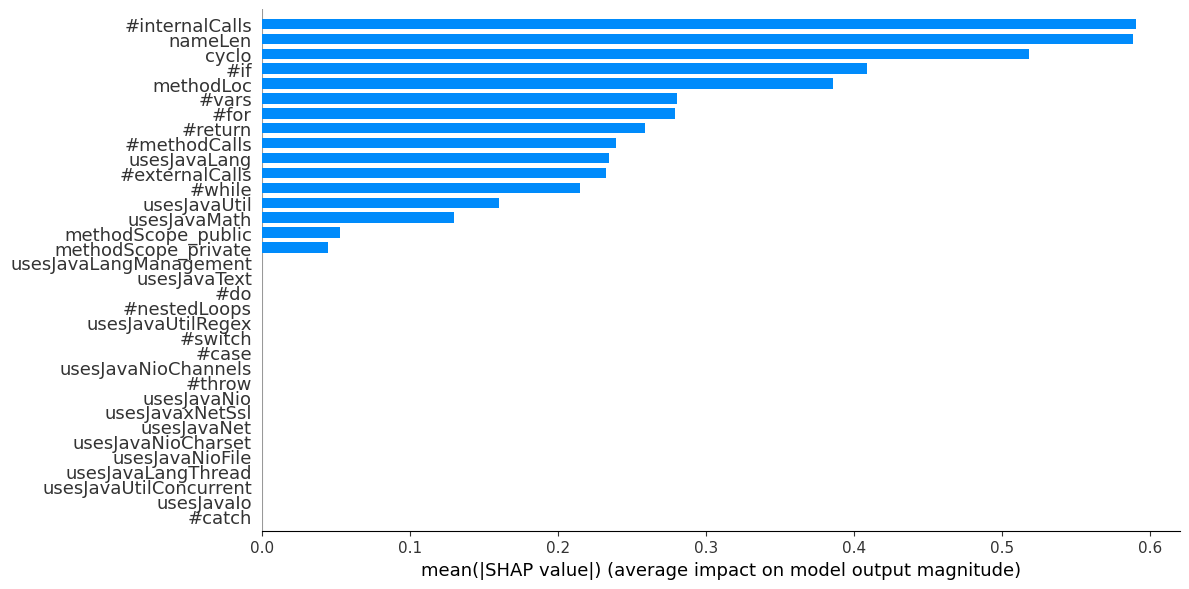 #internalCalls
nameLen
cyclo
#if
methodLoc
#vars
#for
#return
#methodCalls
usesJavaLang
#externalCalls
#while
usesJavaUtil
usesJavaMath
methodScope_public
methodScope_private
usesJavaLangManagement
usesJavaText
#do
#nestedLoops
usesJavaUtilRegex
#switch
#case
usesJavaNioChannels
#throw
usesJavaNio
usesJavaxNetSsl
usesJavaNet
usesJavaNioCharset
usesJavaNioFile
usesJavaLangThread
usesJavaUtilConcurrent
usesJavaIo
#catch
0.0 0.1 0.2 0.3 0.4 0.5 0.6
mean(|SHAP value|) (average impact on model output magnitude)